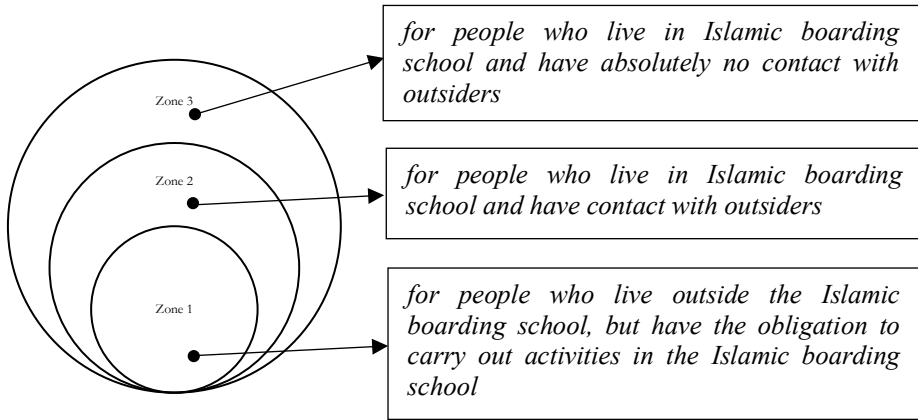 Zone 3
for people who live in Islamic boarding
school and have absolutely no contact with
outsiders
Zone 2
for people who live in Islamic boarding
school and have contact with outsiders
Zone 1
for people who live outside the Islamic
boarding school, but have the obligation to
carry out activities in the Islamic boarding
school